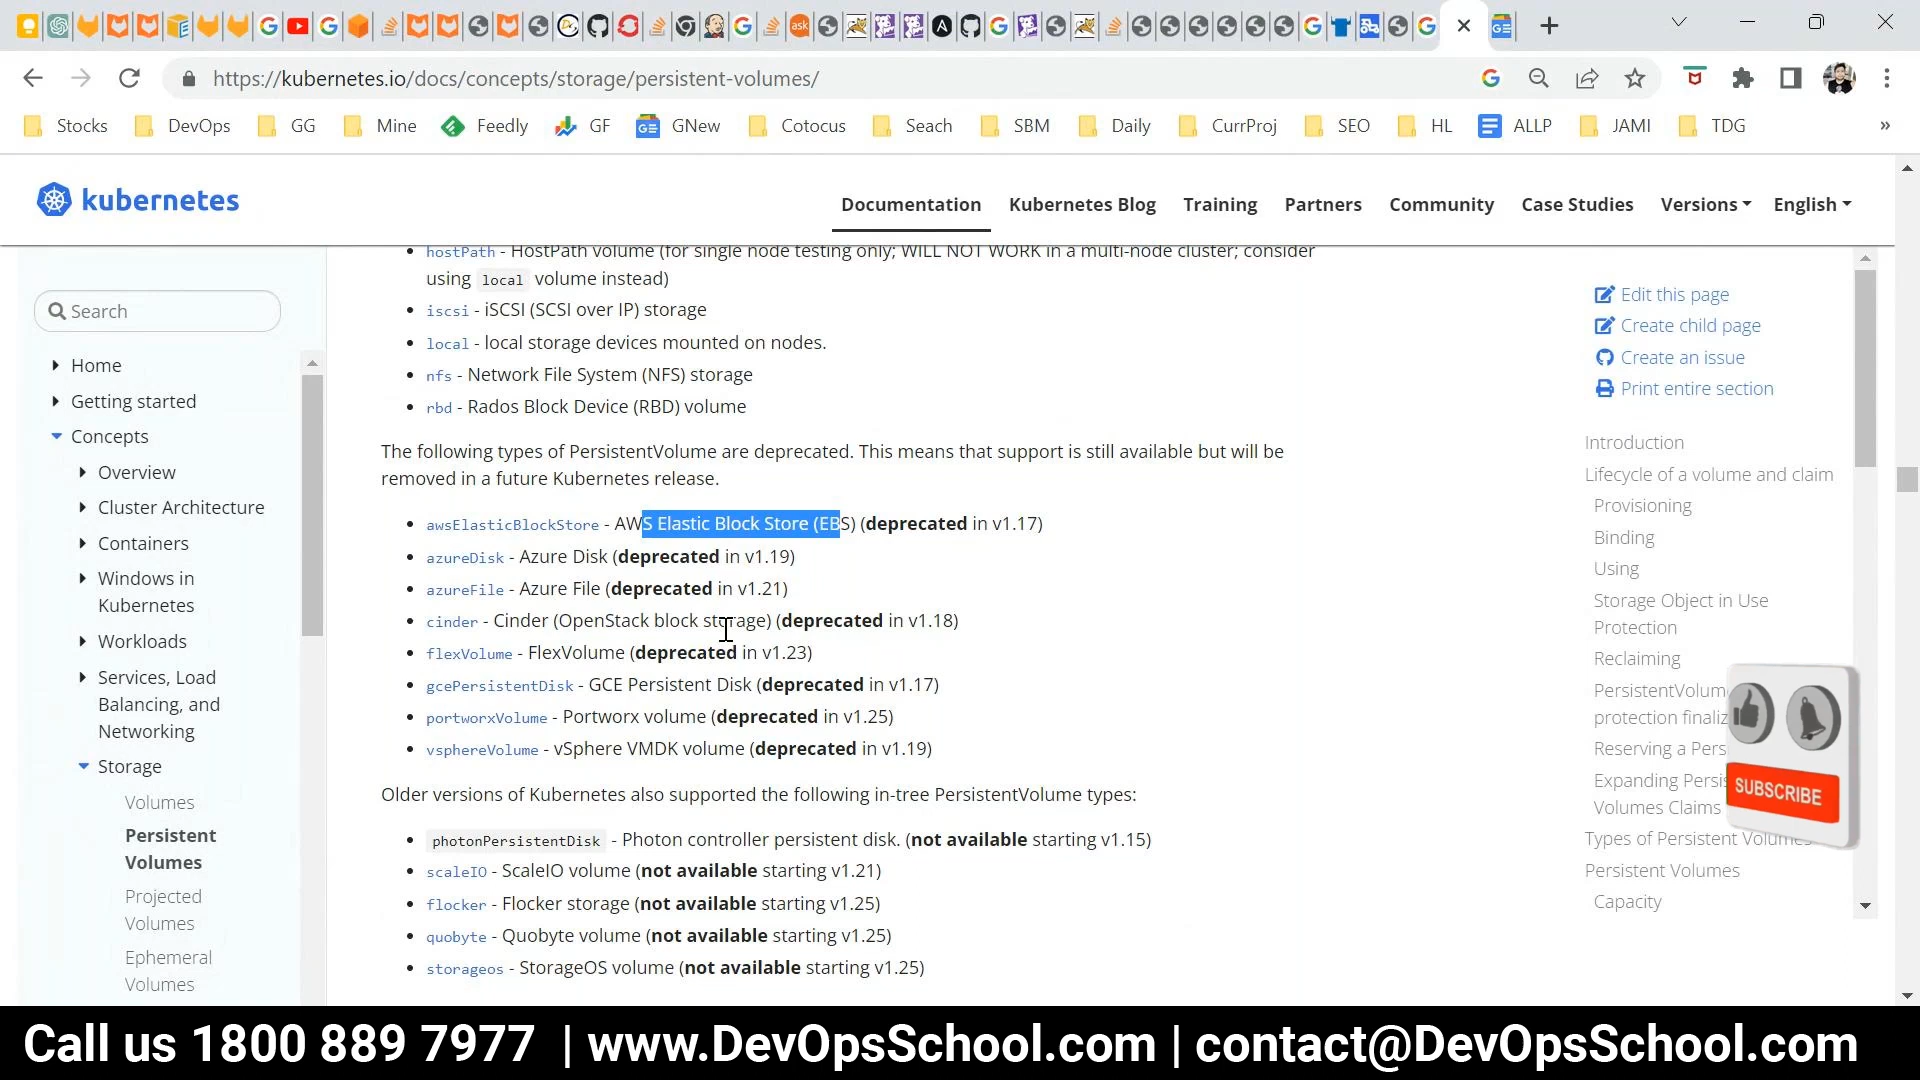 https://kubernetes.io/docs/concepts/storage/persistent-volumes/
Stocks DevOps GG Mine Feedly GF GNew Cotocus Seach SBM Daily CurrProj SEO HL ALLP JAMI TDG »
kubernetes
Documentation Kubernetes Blog Training Partners Community Case Studies Versions English
Search
Home
Getting started
Concepts
Overview
Cluster Architecture
Containers
Windows in
Kubernetes
Workloads
Services, Load
Balancing, and
Networking
Storage
Volumes
Persistent
Volumes
Projected
Volumes
Ephemeral
Volumes
hostPath - HostPath volume (for single node testing only; WILL NOT WORK in a multi-node cluster; consider
using local volume instead)
iscsi - iSCSI (SCSI over IP) storage
local - local storage devices mounted on nodes.
nfs - Network File System (NFS) storage
rbd - Rados Block Device (RBD) volume
The following types of PersistentVolume are deprecated. This means that support is still available but will be
removed in a future Kubernetes release.
awsElasticBlockStore - AWS Elastic Block Store (EBS) (deprecated in v1.17)
azureDisk - Azure Disk (deprecated in v1.19)
azureFile - Azure File (deprecated in v1.21)
cinder - Cinder (OpenStack block storage) (deprecated in v1.18)
flexVolume - FlexVolume (deprecated in v1.23)
gcePersistentDisk - GCE Persistent Disk (deprecated in v1.17)
portworxVolume - Portworx volume (deprecated in v1.25)
vsphereVolume - vSphere VMDK volume (deprecated in v1.19)
Older versions of Kubernetes also supported the following in-tree PersistentVolume types:
photonPersistentDisk - Photon controller persistent disk. (not available starting v1.15)
scaleIO - ScaleIO volume (not available starting v1.21)
flocker - Flocker storage (not available starting v1.25)
quobyte - Quobyte volume (not available starting v1.25)
storageos - StorageOS volume (not available starting v1.25)
Edit this page
Create child page
Create an issue
Print entire section
Introduction
Lifecycle of a volume and claim
Provisioning
Binding
Using
Storage Object in Use
Protection
Reclaiming
PersistentVolum
protection finaliz
Reserving a Pers
Expanding Persis
Volumes Claims
Types of Persistent Volumes
Persistent Volumes
Capacity
SUBSCRIBE
Call us 1800 889 7977 | www.DevOpsSchool.com | contact@DevOpsSchool.com